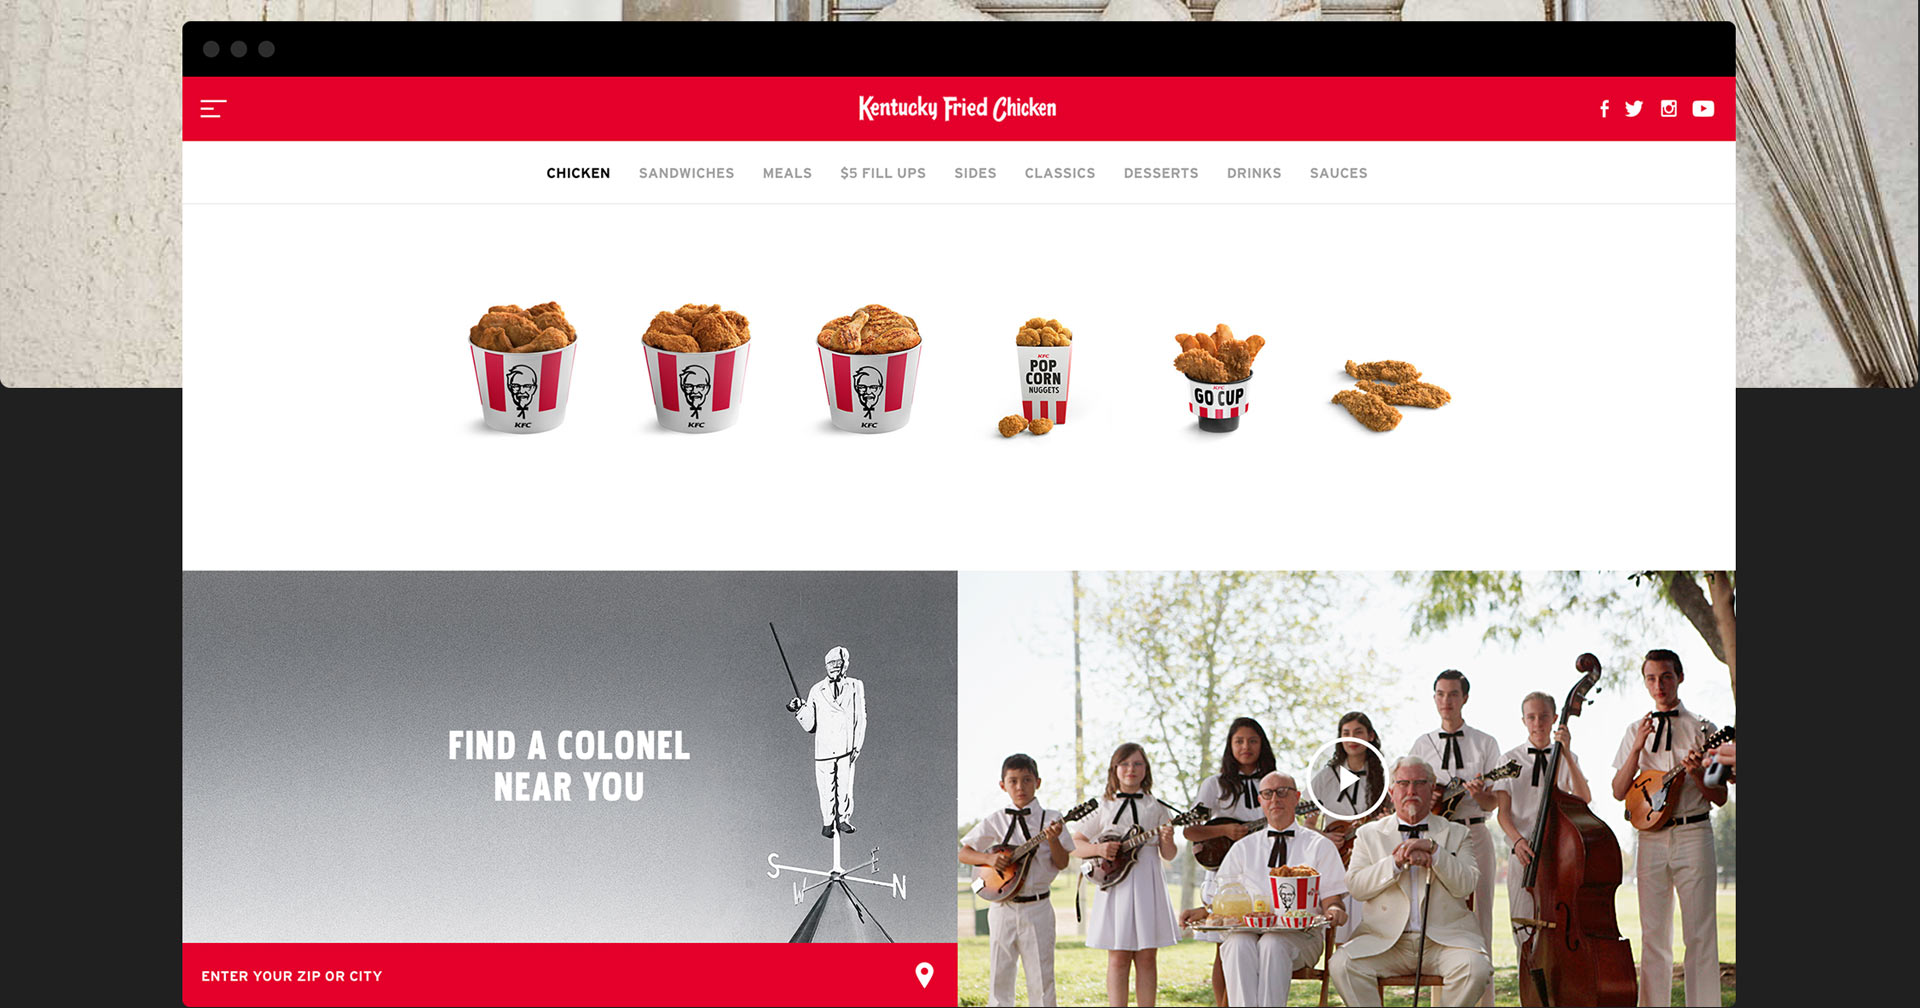 Kentucky Fried Chicken
CHICKEN SANDWICHES MEALS $5 FILL UPS SIDES CLASSICS DESSERTS DRINKS SAUCES
KFC
KFC
KFC
KFC
POP
CORN
NUGGETS
KFC
GO CUP
FIND A COLONEL
NEAR YOU
S E
W N
ENTER YOUR ZIP OR CITY